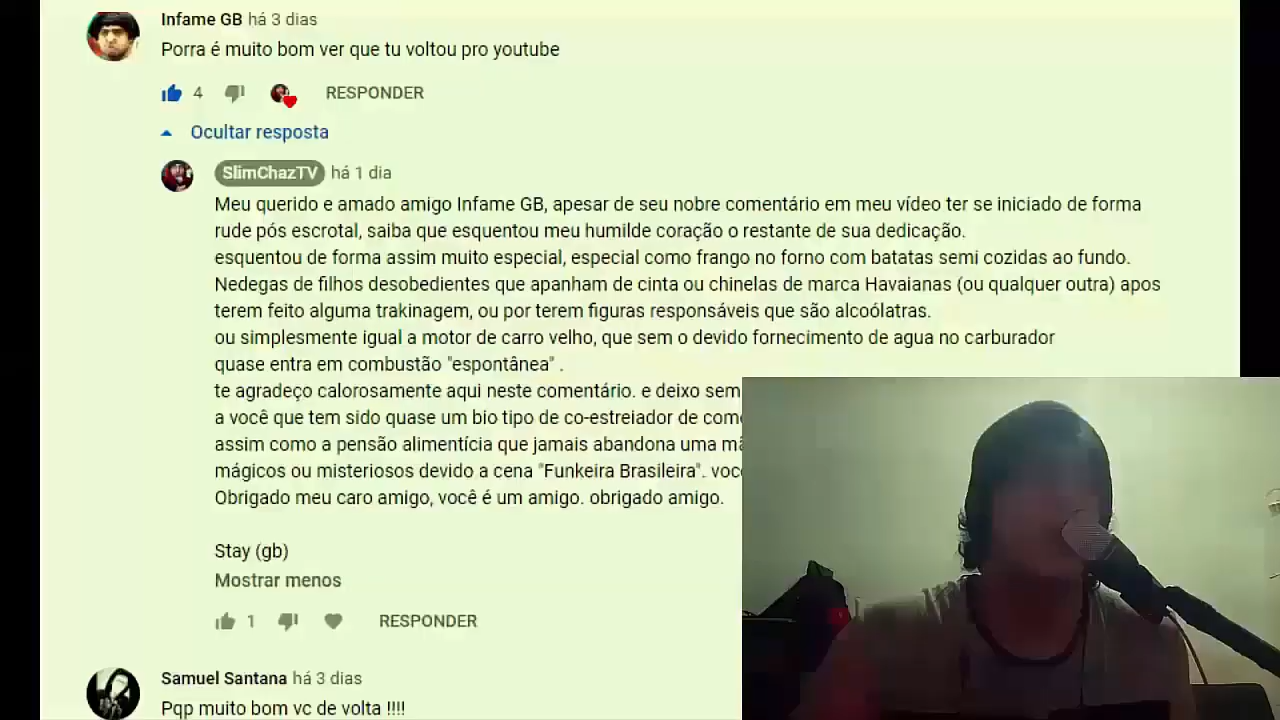 Infame GB há 3 dias
Porra é muito bom ver que tu voltou pro youtube
4 RESPONDER
Ocultar resposta
SlimChazTV há 1 dia
Meu querido e amado amigo Infame GB, apesar de seu nobre comentário em meu vídeo ter se iniciado de forma
rude pós escrotal, saiba que esquentou meu humilde coração o restante de sua dedicação.
esquentou de forma assim muito especial, especial como frango no forno com batatas semi cozidas ao fundo.
Nedegas de filhos desobedientes que apanham de cinta ou chinelas de marca Havaianas (ou qualquer outra) apos
terem feito alguma trakinagem, ou por terem figuras responsáveis que são alcoólatras.
ou simplesmente igual a motor de carro velho, que sem o devido fornecimento de agua no carburador
quase entra em combustão "espontânea" .
te agradeço calorosamente aqui neste comentário. e deixo sem
a você que tem sido quase um bio tipo de co-estreiador de
assim como a pensão alimentícia que jamais abandona uma
mágicos ou misteriosos devido a cena "Funkeira Brasileira".
Obrigado meu caro amigo, você é um amigo. obrigado amigo.
Stay (gb)
Mostrar menos
1 RESPONDER
Samuel Santana há 3 dias
Pqp muito bom vc de volta !!!!